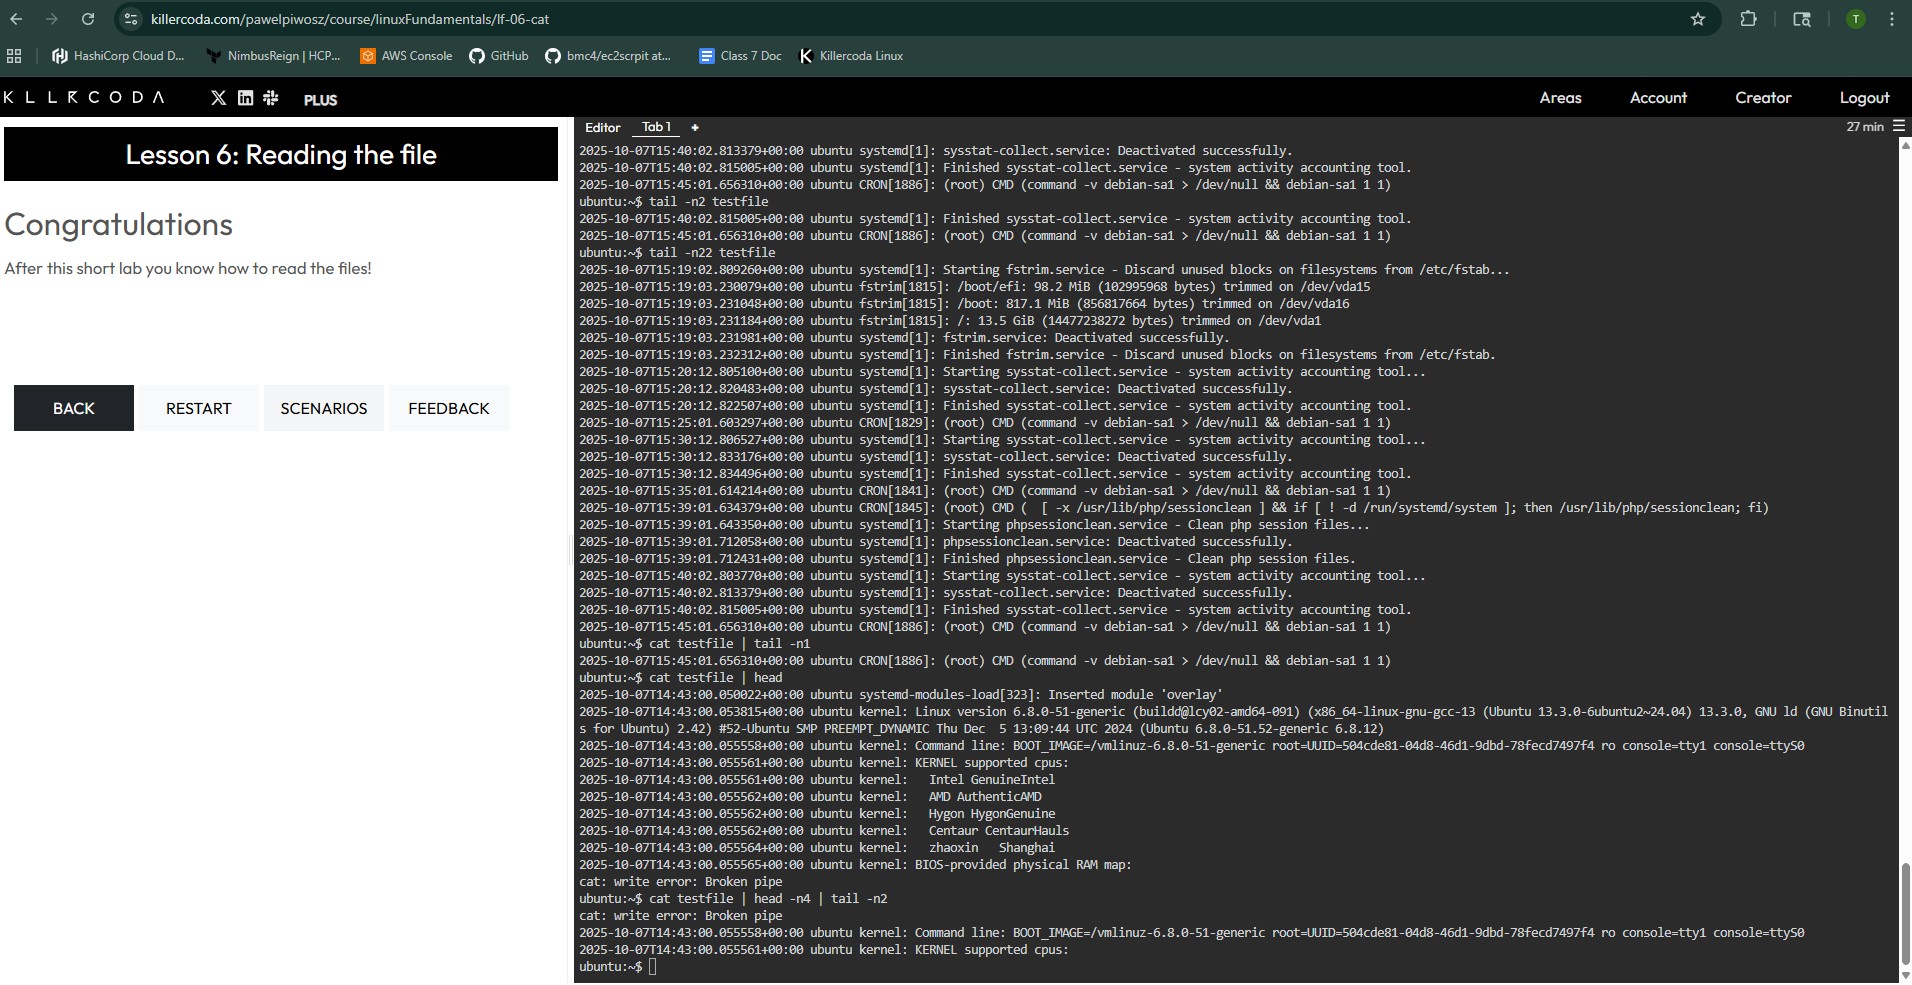 killercoda.com/pawelpiwosz/course/linuxFundamentals/lf-06-cat
T
HashiCorp Cloud D...
NimbusReign | HCP...
AWS Console
GitHub
bmc4/ec2scrpit at...
Class 7 Doc
Killercoda Linux
KLLRCODA
PLUS
Areas
Account
Creator
Logout
Lesson 6: Reading the file
Congratulations
After this short lab you know how to read the files!
BACK
RESTART
SCENARIOS
FEEDBACK
Editor
Tab 1
+
27 min
2025-10-07T15:40:02.813379+00:00 ubuntu systemd[1]: sysstat-collect.service: Deactivated successfully.
2025-10-07T15:40:02.815005+00:00 ubuntu systemd[1]: Finished sysstat-collect.service - system activity accounting tool.
2025-10-07T15:45:01.656310+00:00 ubuntu CRON[1886]: (root) CMD (command -v debian-sa1 > /dev/null && debian-sa1 1 1)
ubuntu:~$ tail -n2 testfile
2025-10-07T15:40:02.815005+00:00 ubuntu systemd[1]: Finished sysstat-collect.service - system activity accounting tool.
2025-10-07T15:45:01.656310+00:00 ubuntu CRON[1886]: (root) CMD (command -v debian-sa1 > /dev/null && debian-sa1 1 1)
ubuntu:~$ tail -n22 testfile
2025-10-07T15:19:02.809260+00:00 ubuntu systemd[1]: Starting fstrim.service - Discard unused blocks on filesystems from /etc/fstab...
2025-10-07T15:19:03.230079+00:00 ubuntu fstrim[1815]: /boot/efi: 98.2 MiB (102995968 bytes) trimmed on /dev/vda15
2025-10-07T15:19:03.231048+00:00 ubuntu fstrim[1815]: /boot: 817.1 MiB (856817664 bytes) trimmed on /dev/vda16
2025-10-07T15:19:03.231184+00:00 ubuntu fstrim[1815]: /: 13.5 GiB (14477238272 bytes) trimmed on /dev/vda1
2025-10-07T15:19:03.231981+00:00 ubuntu systemd[1]: fstrim.service: Deactivated successfully.
2025-10-07T15:19:03.232312+00:00 ubuntu systemd[1]: Finished fstrim.service - Discard unused blocks on filesystems from /etc/fstab.
2025-10-07T15:20:12.805100+00:00 ubuntu systemd[1]: Starting sysstat-collect.service - system activity accounting tool...
2025-10-07T15:20:12.820483+00:00 ubuntu systemd[1]: sysstat-collect.service: Deactivated successfully.
2025-10-07T15:20:12.822507+00:00 ubuntu systemd[1]: Finished sysstat-collect.service - system activity accounting tool.
2025-10-07T15:25:01.603297+00:00 ubuntu CRON[1829]: (root) CMD (command -v debian-sa1 > /dev/null && debian-sa1 1 1)
2025-10-07T15:30:12.806527+00:00 ubuntu systemd[1]: Starting sysstat-collect.service - system activity accounting tool...
2025-10-07T15:30:12.833176+00:00 ubuntu systemd[1]: sysstat-collect.service: Deactivated successfully.
2025-10-07T15:30:12.834496+00:00 ubuntu systemd[1]: Finished sysstat-collect.service - system activity accounting tool.
2025-10-07T15:35:01.614214+00:00 ubuntu CRON[1841]: (root) CMD (command -v debian-sa1 > /dev/null && debian-sa1 1 1)
2025-10-07T15:39:01.634379+00:00 ubuntu CRON[1845]: (root) CMD (  [ -x /usr/lib/php/sessionclean ] && if [ ! -d /run/systemd/system ]; then /usr/lib/php/sessionclean; fi)
2025-10-07T15:39:01.643350+00:00 ubuntu systemd[1]: Starting phpsessionclean.service - Clean php session files...
2025-10-07T15:39:01.712058+00:00 ubuntu systemd[1]: phpsessionclean.service: Deactivated successfully.
2025-10-07T15:39:01.712431+00:00 ubuntu systemd[1]: Finished phpsessionclean.service - Clean php session files.
2025-10-07T15:40:02.803770+00:00 ubuntu systemd[1]: Starting sysstat-collect.service - system activity accounting tool...
2025-10-07T15:40:02.813379+00:00 ubuntu systemd[1]: sysstat-collect.service: Deactivated successfully.
2025-10-07T15:40:02.815005+00:00 ubuntu systemd[1]: Finished sysstat-collect.service - system activity accounting tool.
2025-10-07T15:45:01.656310+00:00 ubuntu CRON[1886]: (root) CMD (command -v debian-sa1 > /dev/null && debian-sa1 1 1)
ubuntu:~$ cat testfile | tail -n1
2025-10-07T15:45:01.656310+00:00 ubuntu CRON[1886]: (root) CMD (command -v debian-sa1 > /dev/null && debian-sa1 1 1)
ubuntu:~$ cat testfile | head
2025-10-07T14:43:00.050022+00:00 ubuntu systemd-modules-load[323]: Inserted module 'overlay'
2025-10-07T14:43:00.053815+00:00 ubuntu kernel: Linux version 6.8.0-51-generic (buildd@lcy02-amd64-091) (x86_64-linux-gnu-gcc-13 (Ubuntu 13.3.0-6ubuntu2~24.04) 13.3.0, GNU ld (GNU Binutil
s for Ubuntu) 2.42) #52-Ubuntu SMP PREEMPT_DYNAMIC Thu Dec  5 13:09:44 UTC 2024 (Ubuntu 6.8.0-51.52-generic 6.8.12)
2025-10-07T14:43:00.055558+00:00 ubuntu kernel: Command line: BOOT_IMAGE=/vmlinuz-6.8.0-51-generic root=UUID=504cde81-04d8-46d1-9dbd-78fecd7497f4 ro console=tty1 console=ttyS0
2025-10-07T14:43:00.055561+00:00 ubuntu kernel: KERNEL supported cpus:
2025-10-07T14:43:00.055561+00:00 ubuntu kernel:   Intel GenuineIntel
2025-10-07T14:43:00.055562+00:00 ubuntu kernel:   AMD AuthenticAMD
2025-10-07T14:43:00.055562+00:00 ubuntu kernel:   Hygon HygonGenuine
2025-10-07T14:43:00.055562+00:00 ubuntu kernel:   Centaur CentaurHauls
2025-10-07T14:43:00.055564+00:00 ubuntu kernel:   zhaoxin   Shanghai
2025-10-07T14:43:00.055565+00:00 ubuntu kernel: BIOS-provided physical RAM map:
cat: write error: Broken pipe
ubuntu:~$ cat testfile | head -n4 | tail -n2
cat: write error: Broken pipe
2025-10-07T14:43:00.055558+00:00 ubuntu kernel: Command line: BOOT_IMAGE=/vmlinuz-6.8.0-51-generic root=UUID=504cde81-04d8-46d1-9dbd-78fecd7497f4 ro console=tty1 console=ttyS0
2025-10-07T14:43:00.055561+00:00 ubuntu kernel: KERNEL supported cpus:
ubuntu:~$